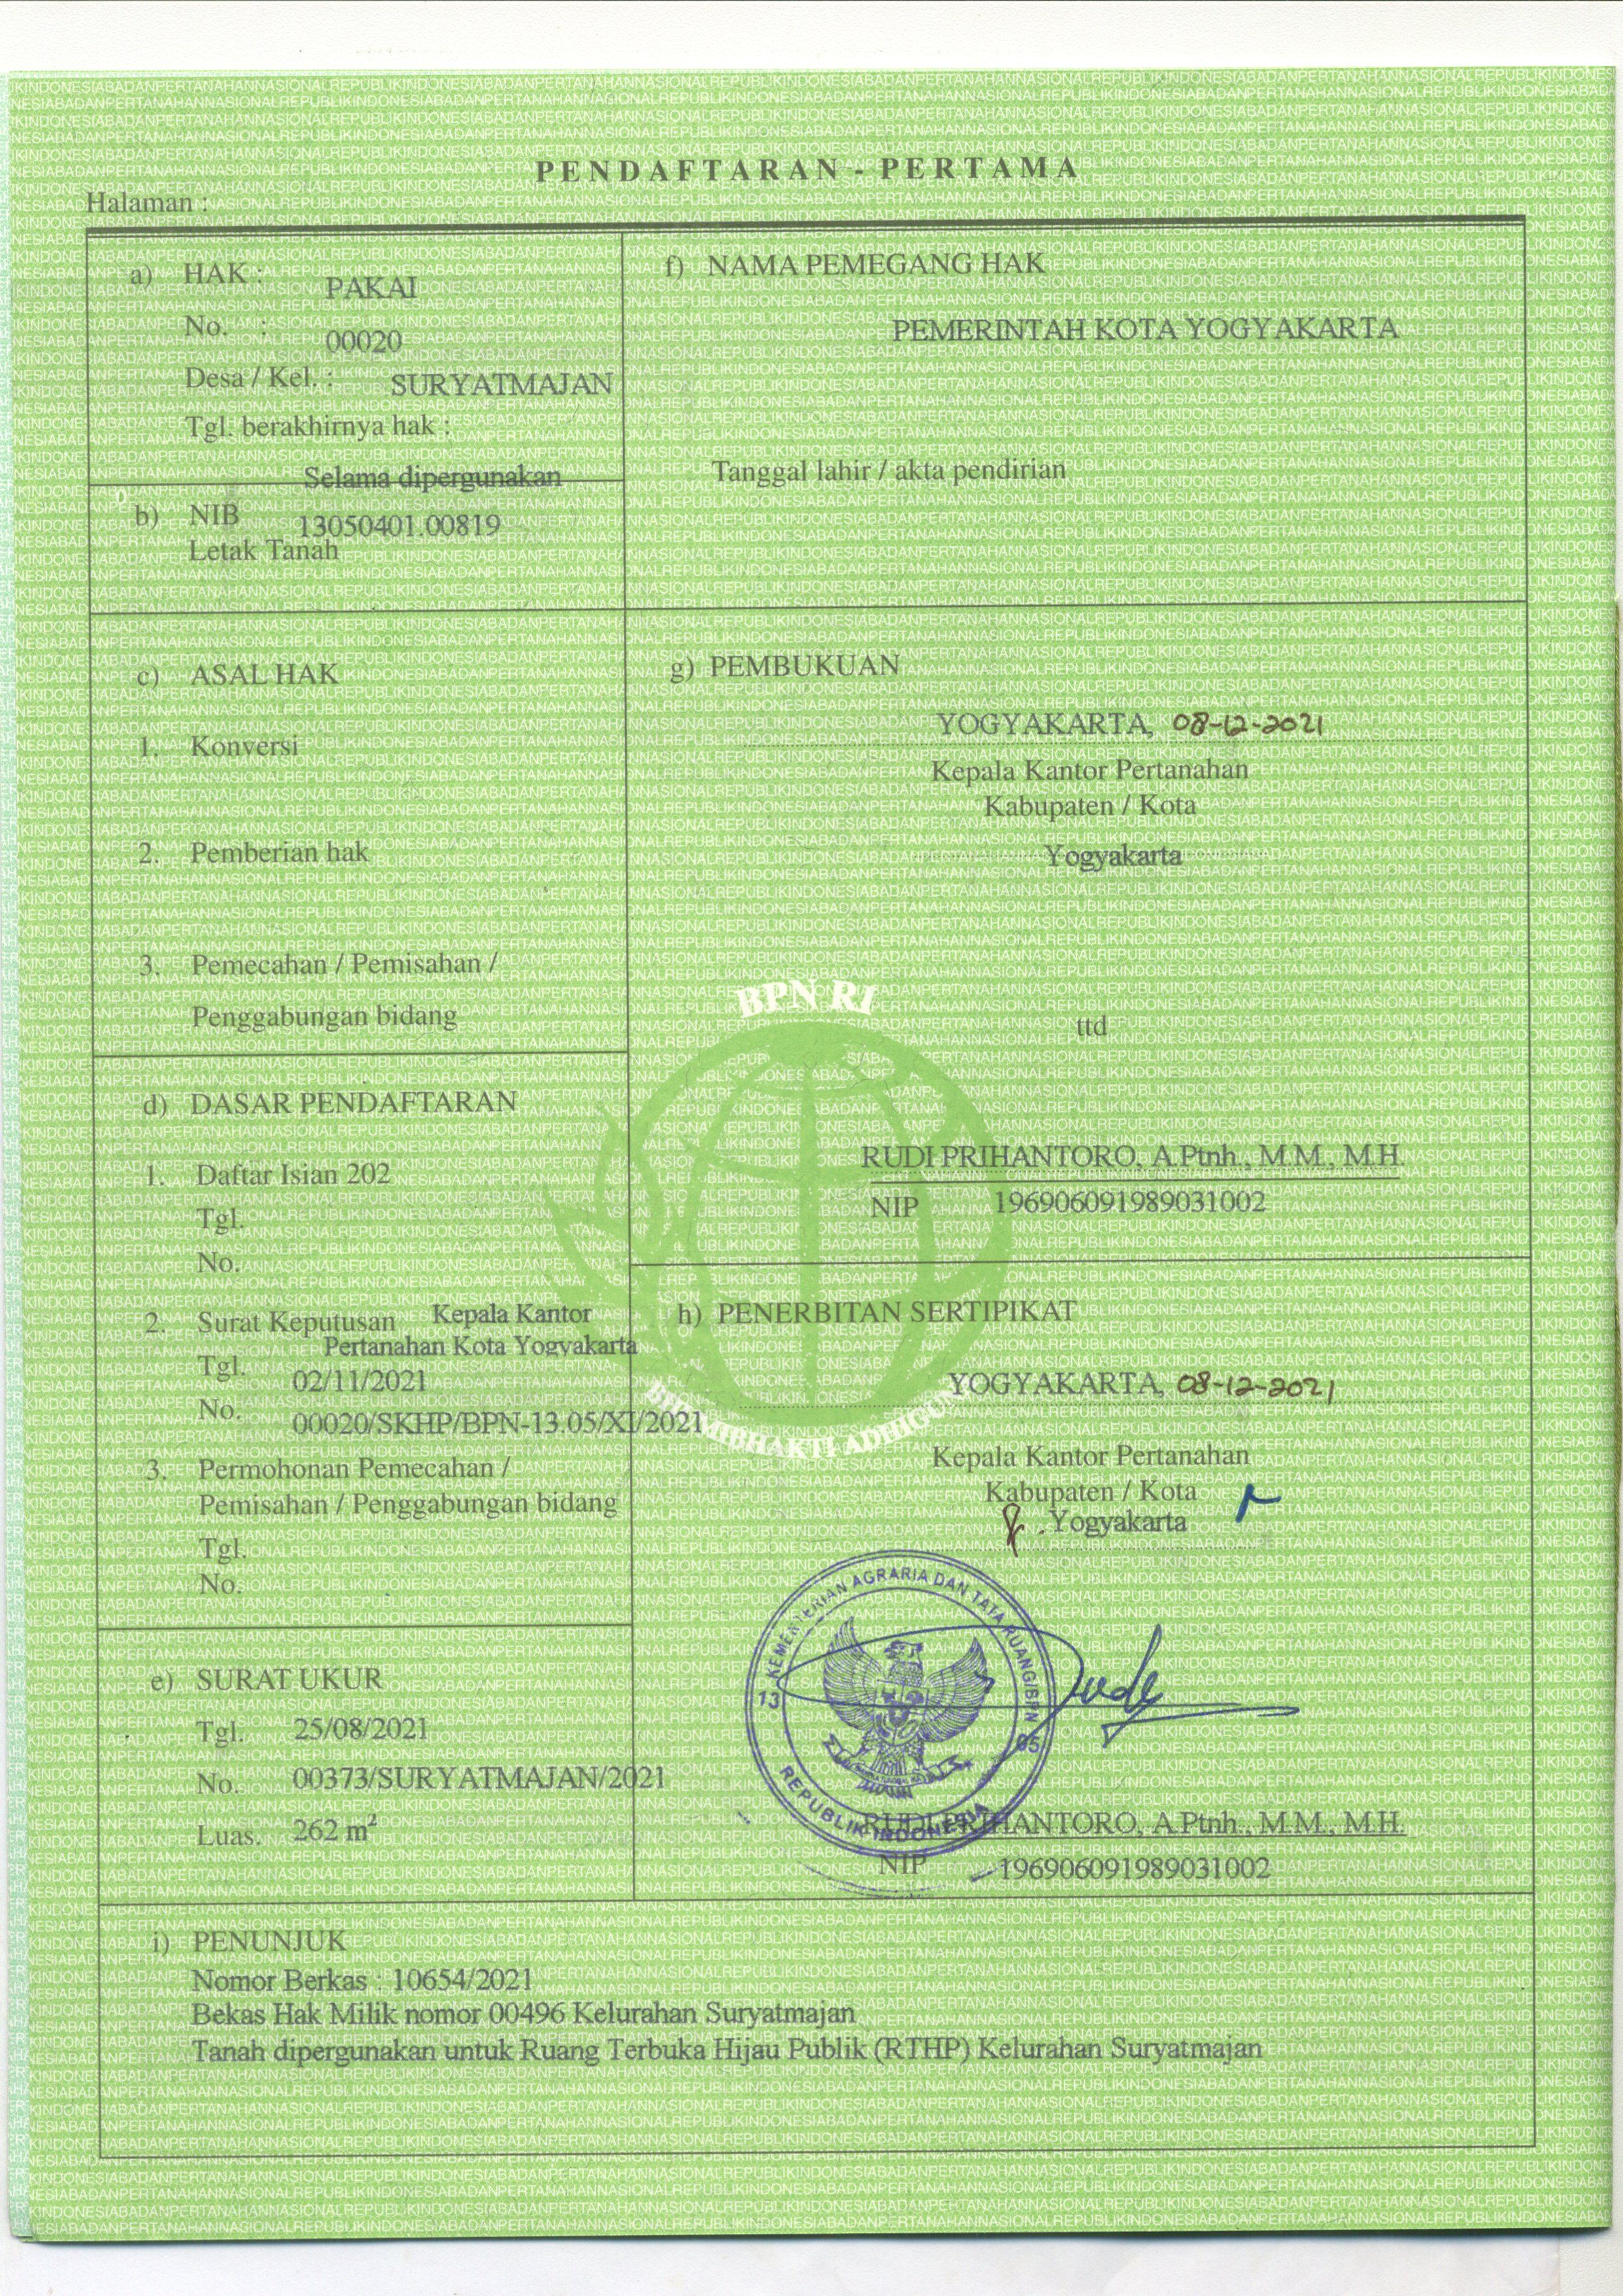 PENDAFTARAN - PERTAMA
Halaman :
a) HAK : PAKAI
No. : 00020
Desa / Kel. : SURYATMAJAN
Tgl. berakhirnya hak :
Selama dipergunakan
b) NIB 13050401.00819
Letak Tanah
c) ASAL HAK
1. Konversi
2. Pemberian hak
3. Pemecahan / Pemisahan /
Penggabungan bidang
d) DASAR PENDAFTARAN
1. Daftar Isian 202
Tgl.
No.
2. Surat Keputusan Kepala Kantor
Pertanahan Kota Yogyakarta
Tgl. 02/11/2021
No. 00020/SKHP/BPN-13.05/XI/2021
3. Permohonan Pemecahan /
Pemisahan / Penggabungan bidang
Tgl.
No.
e) SURAT UKUR
Tgl. 25/08/2021
No. 00373/SURYATMAJAN/2021
Luas. 262 m²
f) NAMA PEMEGANG HAK
PEMERINTAH KOTA YOGYAKARTA
Tanggal lahir / akta pendirian
g) PEMBUKUAN
YOGYAKARTA, 08-12-2021
Kepala Kantor Pertanahan
Kabupaten / Kota
Yogyakarta
ttd
RUDI PRIHANTORO, A.Ptnh., M.M., M.H.
NIP 196906091989031002
h) PENERBITAN SERTIPIKAT
YOGYAKARTA, 08-12-2021
Kepala Kantor Pertanahan
Kabupaten / Kota
Yogyakarta
KEMENTERIAN AGRARIA DAN TATA RUANG/BPN
13 05
REPUBLIK INDONESIA
RUDI PRIHANTORO, A.Ptnh., M.M., M.H.
NIP 196906091989031002
BPN RI
BHUMIBHAKTI ADHIGUNA
i) PENUNJUK
Nomor Berkas : 10654/2021
Bekas Hak Milik nomor 00496 Kelurahan Suryatmajan
Tanah dipergunakan untuk Ruang Terbuka Hijau Publik (RTHP) Kelurahan Suryatmajan